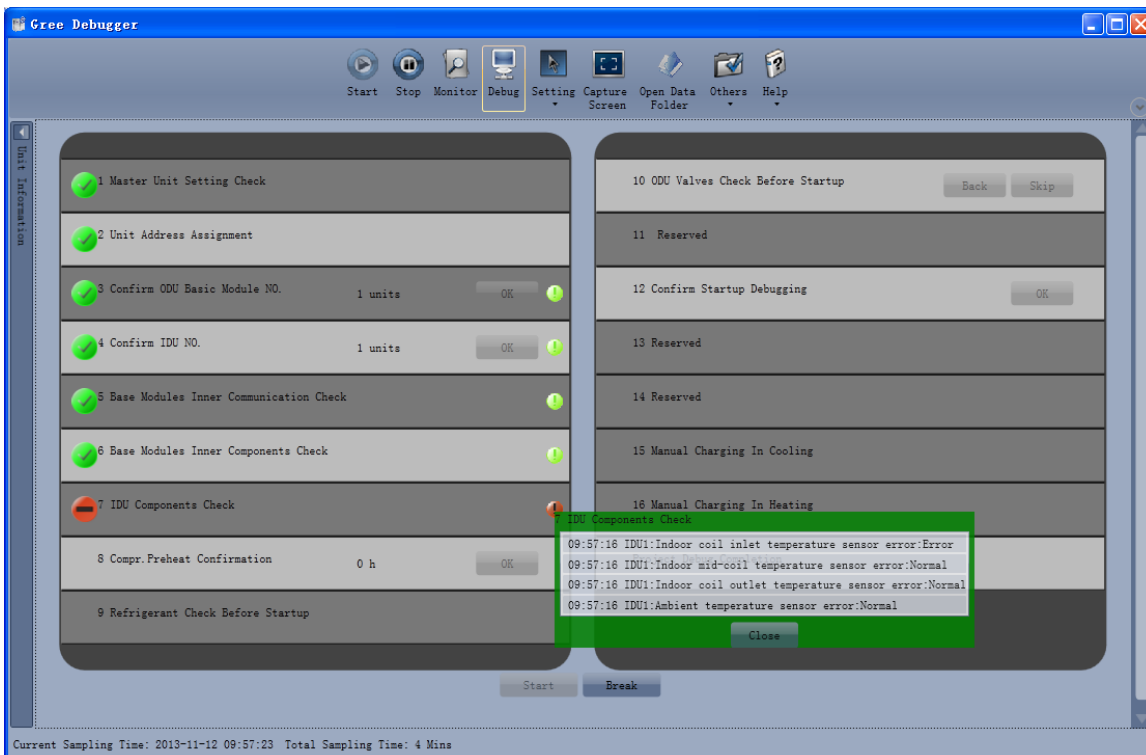 Gree Debugger
Start Stop Monitor Debug Setting Capture Screen Open Data Folder Others Help
Unit Information
1 Master Unit Setting Check
2 Unit Address Assignment
3 Confirm ODU Basic Module NO. 1 units OK
4 Confirm IDU NO. 1 units OK
5 Base Modules Inner Communication Check
6 Base Modules Inner Components Check
7 IDU Components Check
8 Compr.Preheat Confirmation 0 h OK
9 Refrigerant Check Before Startup
10 ODU Valves Check Before Startup Back Skip
11 Reserved
12 Confirm Startup Debugging OK
13 Reserved
14 Reserved
15 Manual Charging In Cooling
16 Manual Charging In Heating
7 IDU Components Check
09:57:16 IDU1:Indoor coil inlet temperature sensor error:Error
09:57:16 IDU1:Indoor mid-coil temperature sensor error:Normal
09:57:16 IDU1:Indoor coil outlet temperature sensor error:Normal
09:57:16 IDU1:Ambient temperature sensor error:Normal
Close
Start Break
Current Sampling Time: 2013-11-12 09:57:23 Total Sampling Time: 4 Mins